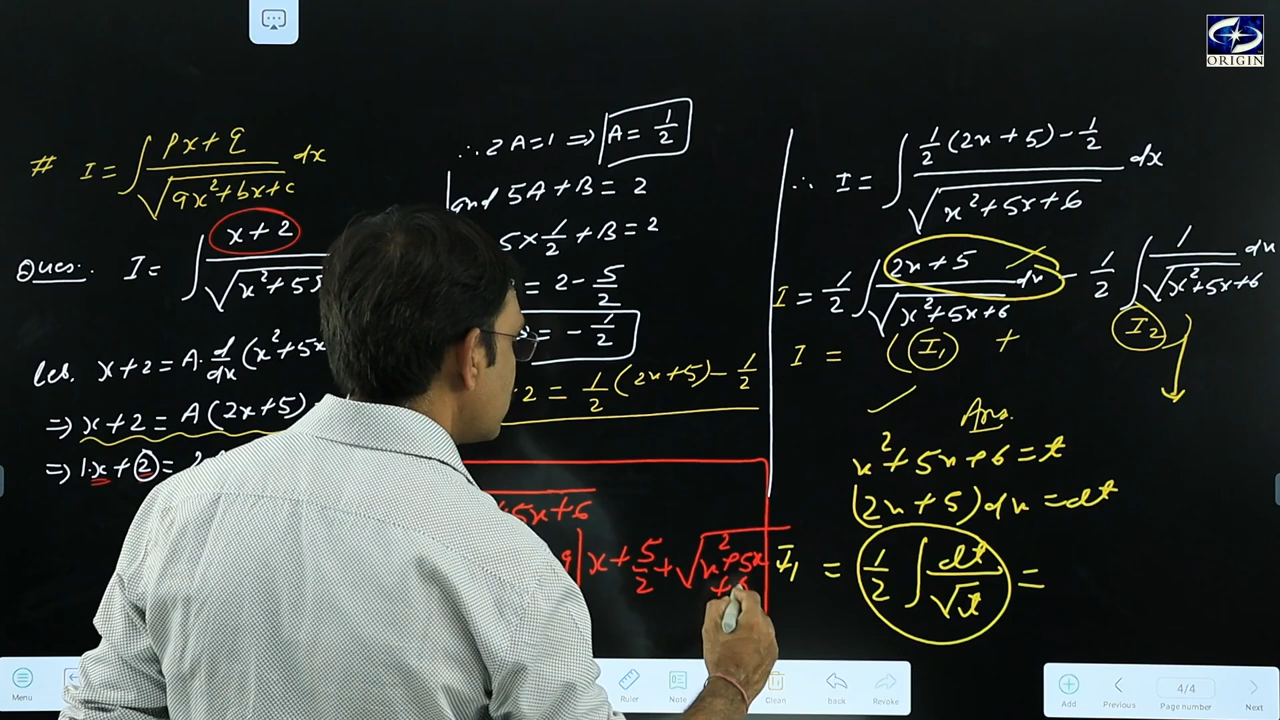 ORIGIN
# I = ∫ px+q / √(ax²+bx+c) dx
Ques. I = ∫ x+2 / √(x²+5x
let x+2 = A. d/dx (x²+5x
⇒ x+2 = A(2x+5)
⇒ 1.x + 2 =
∴ 2A=1 ⇒ A = 1/2
and 5A+B = 2
5×1/2 + B = 2
= 2 - 5/2
= - 1/2
2 = 1/2 (2x+5) - 1/2
5x+6
| x + 5/2 + √(x²+5x +
∴ I = ∫ 1/2 (2x+5) - 1/2 / √(x²+5x+6) dx
I = 1/2 ∫ 2x+5 / √(x²+5x+6) dx - 1/2 ∫ 1 / √(x²+5x+6) dx
I = (I₁ + I₂
Ans.
x²+5x+6 = t
(2x+5)dx = dt
I₁ = 1/2 ∫ dt/√t =
Menu
Ruler
Note
Clean
back
Revoke
Add
Previous
4/4
Page number
Next